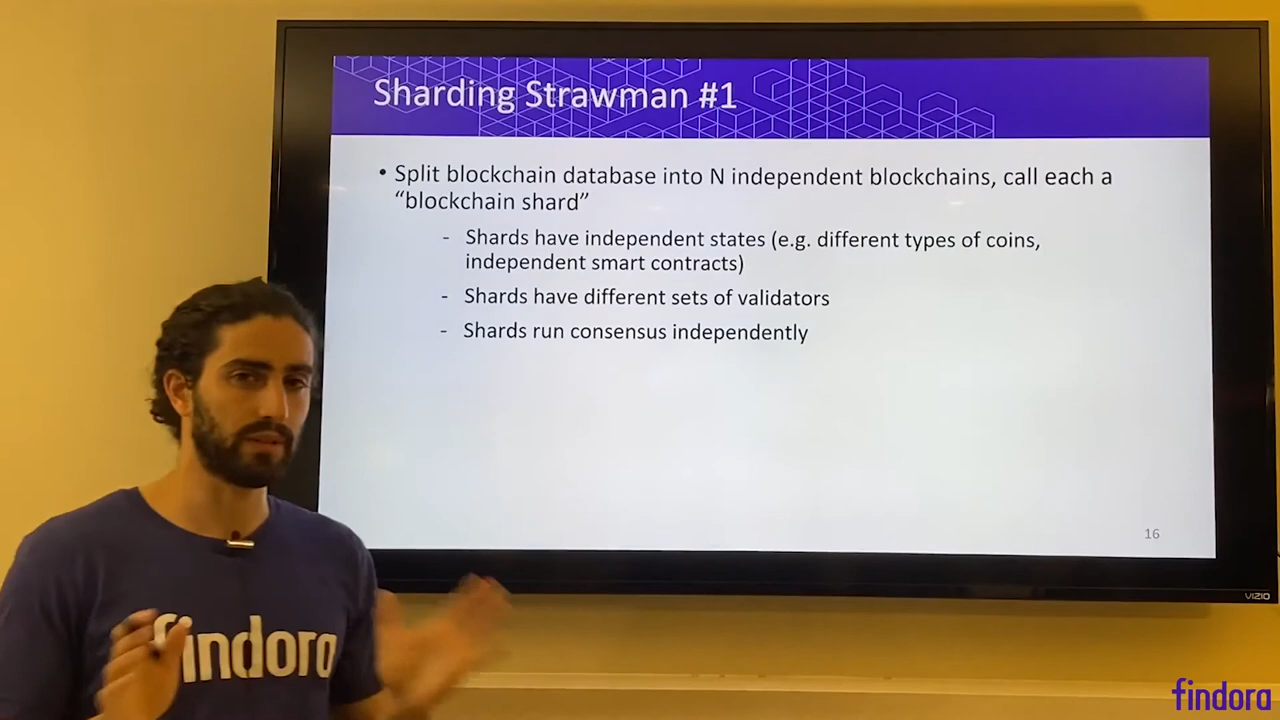 Sharding Strawman #1
• Split blockchain database into N independent blockchains, call each a
“blockchain shard”
- Shards have independent states (e.g. different types of coins,
independent smart contracts)
- Shards have different sets of validators
- Shards run consensus independently
16
VIZIO
findora
findora